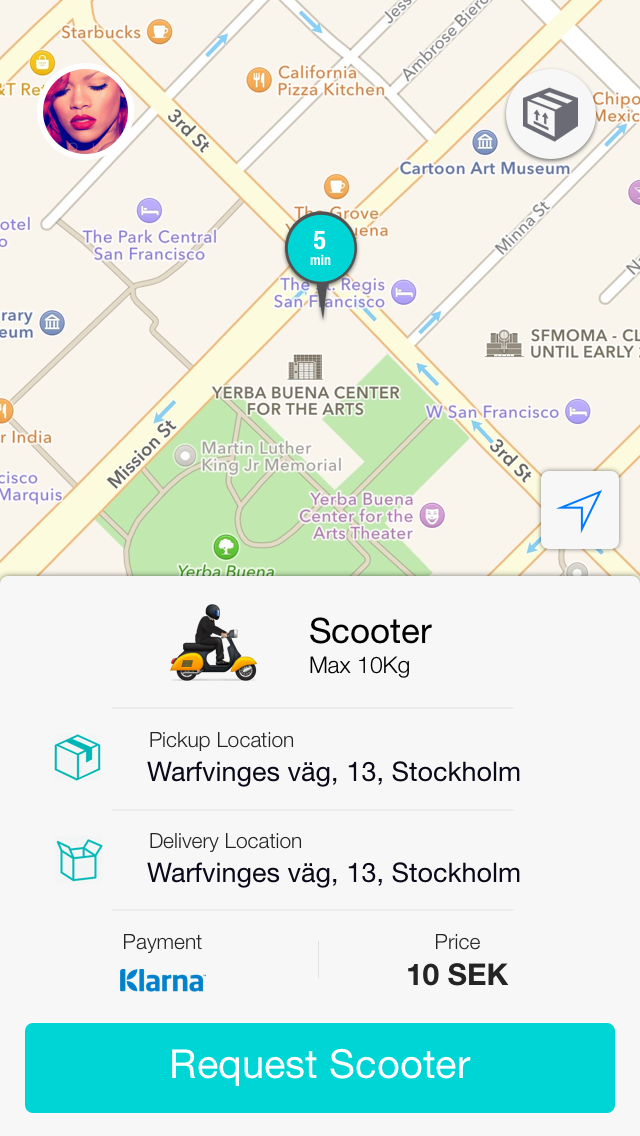 Starbucks
Jess
Ambrose Bierc
&T Re
California
Pizza Kitchen
3rd St
Chipo
Mexic
Cartoon Art Museum
The Grove
Y uena
5
min
otel
o
The Park Central
San Francisco
Minna St
N
The St. Regis
San Francisco
rary
eum
SFMOMA - CL
UNTIL EARLY 2
YERBA BUENA CENTER
FOR THE ARTS
W San Francisco
r India
Mission St
Martin Luther
King Jr Memorial
3rd St
cisco
Marquis
Yerba Buena
Center for the
Arts Theater
Yerba Buena
Scooter
Max 10Kg
Pickup Location
Warfvinges väg, 13, Stockholm
Delivery Location
Warfvinges väg, 13, Stockholm
Payment
Price
Klarna
10 SEK
Request Scooter